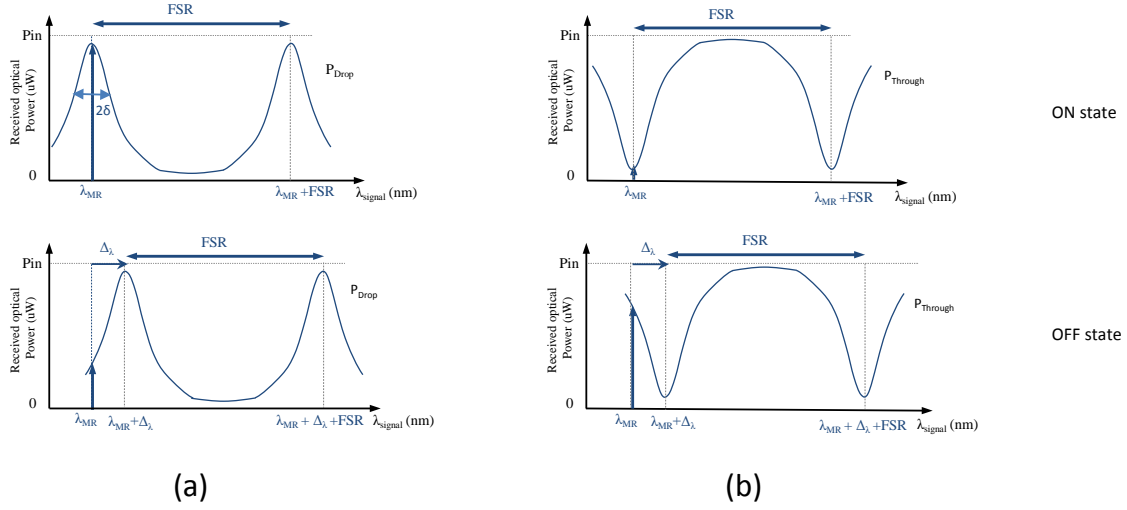 FSR
Pin
P_Drop
2δ
Received optical
Power (uW)
0
λ_MR
λ_MR +FSR
λ_signal (nm)
FSR
Pin
P_Through
Received optical
Power (uW)
0
λ_MR
λ_MR +FSR
λ_signal (nm)
ON state
Δ_λ
FSR
Pin
P_Drop
Received optical
Power (uW)
0
λ_MR
λ_MR+Δ_λ
λ_MR + Δ_λ +FSR
λ_signal (nm)
Δ_λ
FSR
Pin
P_Through
Received optical
Power (uW)
0
λ_MR
λ_MR+Δ_λ
λ_MR + Δ_λ +FSR
λ_signal (nm)
OFF state
(a)
(b)